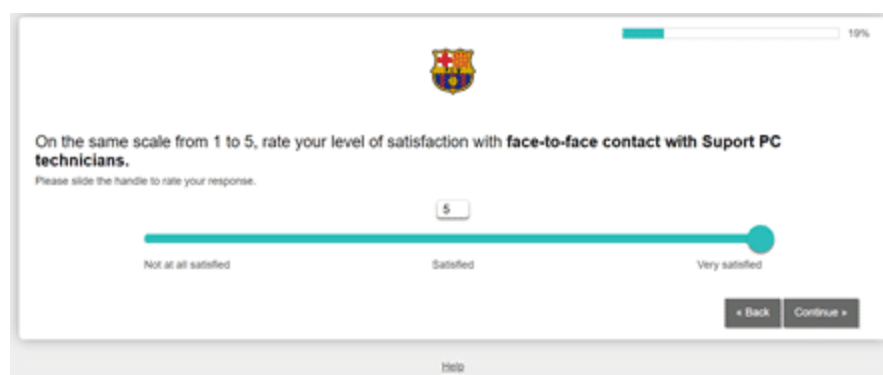 19%
On the same scale from 1 to 5, rate your level of satisfaction with face-to-face contact with Suport PC
technicians.
Please slide the handle to rate your response.
5
Not at all satisfied Satisfied Very satisfied
« Back Continue »
Help